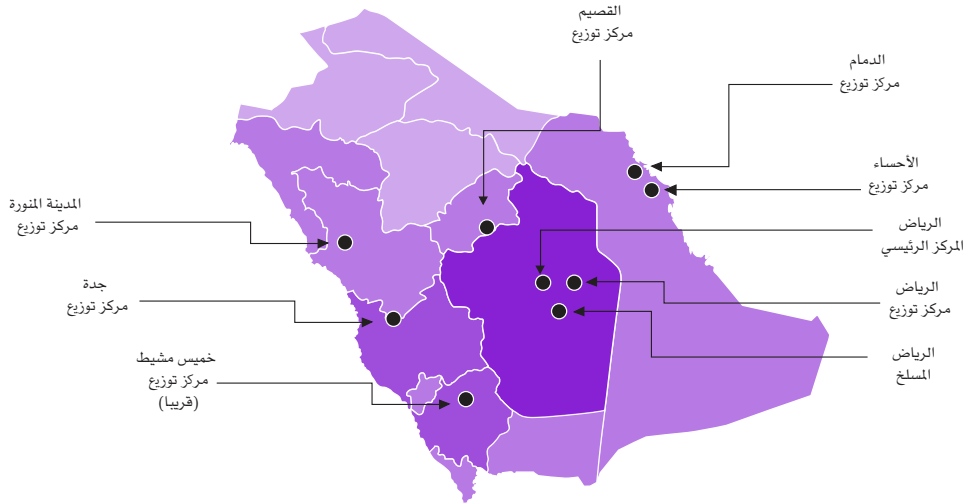 القصيم
مركز توزيع
الدمام
مركز توزيع
الأحساء
مركز توزيع
الرياض
المركز الرئيسي
الرياض
مركز توزيع
الرياض
المسلخ
المدينة المنورة
مركز توزيع
جدة
مركز توزيع
خميس مشيط
مركز توزيع
(قريبا)